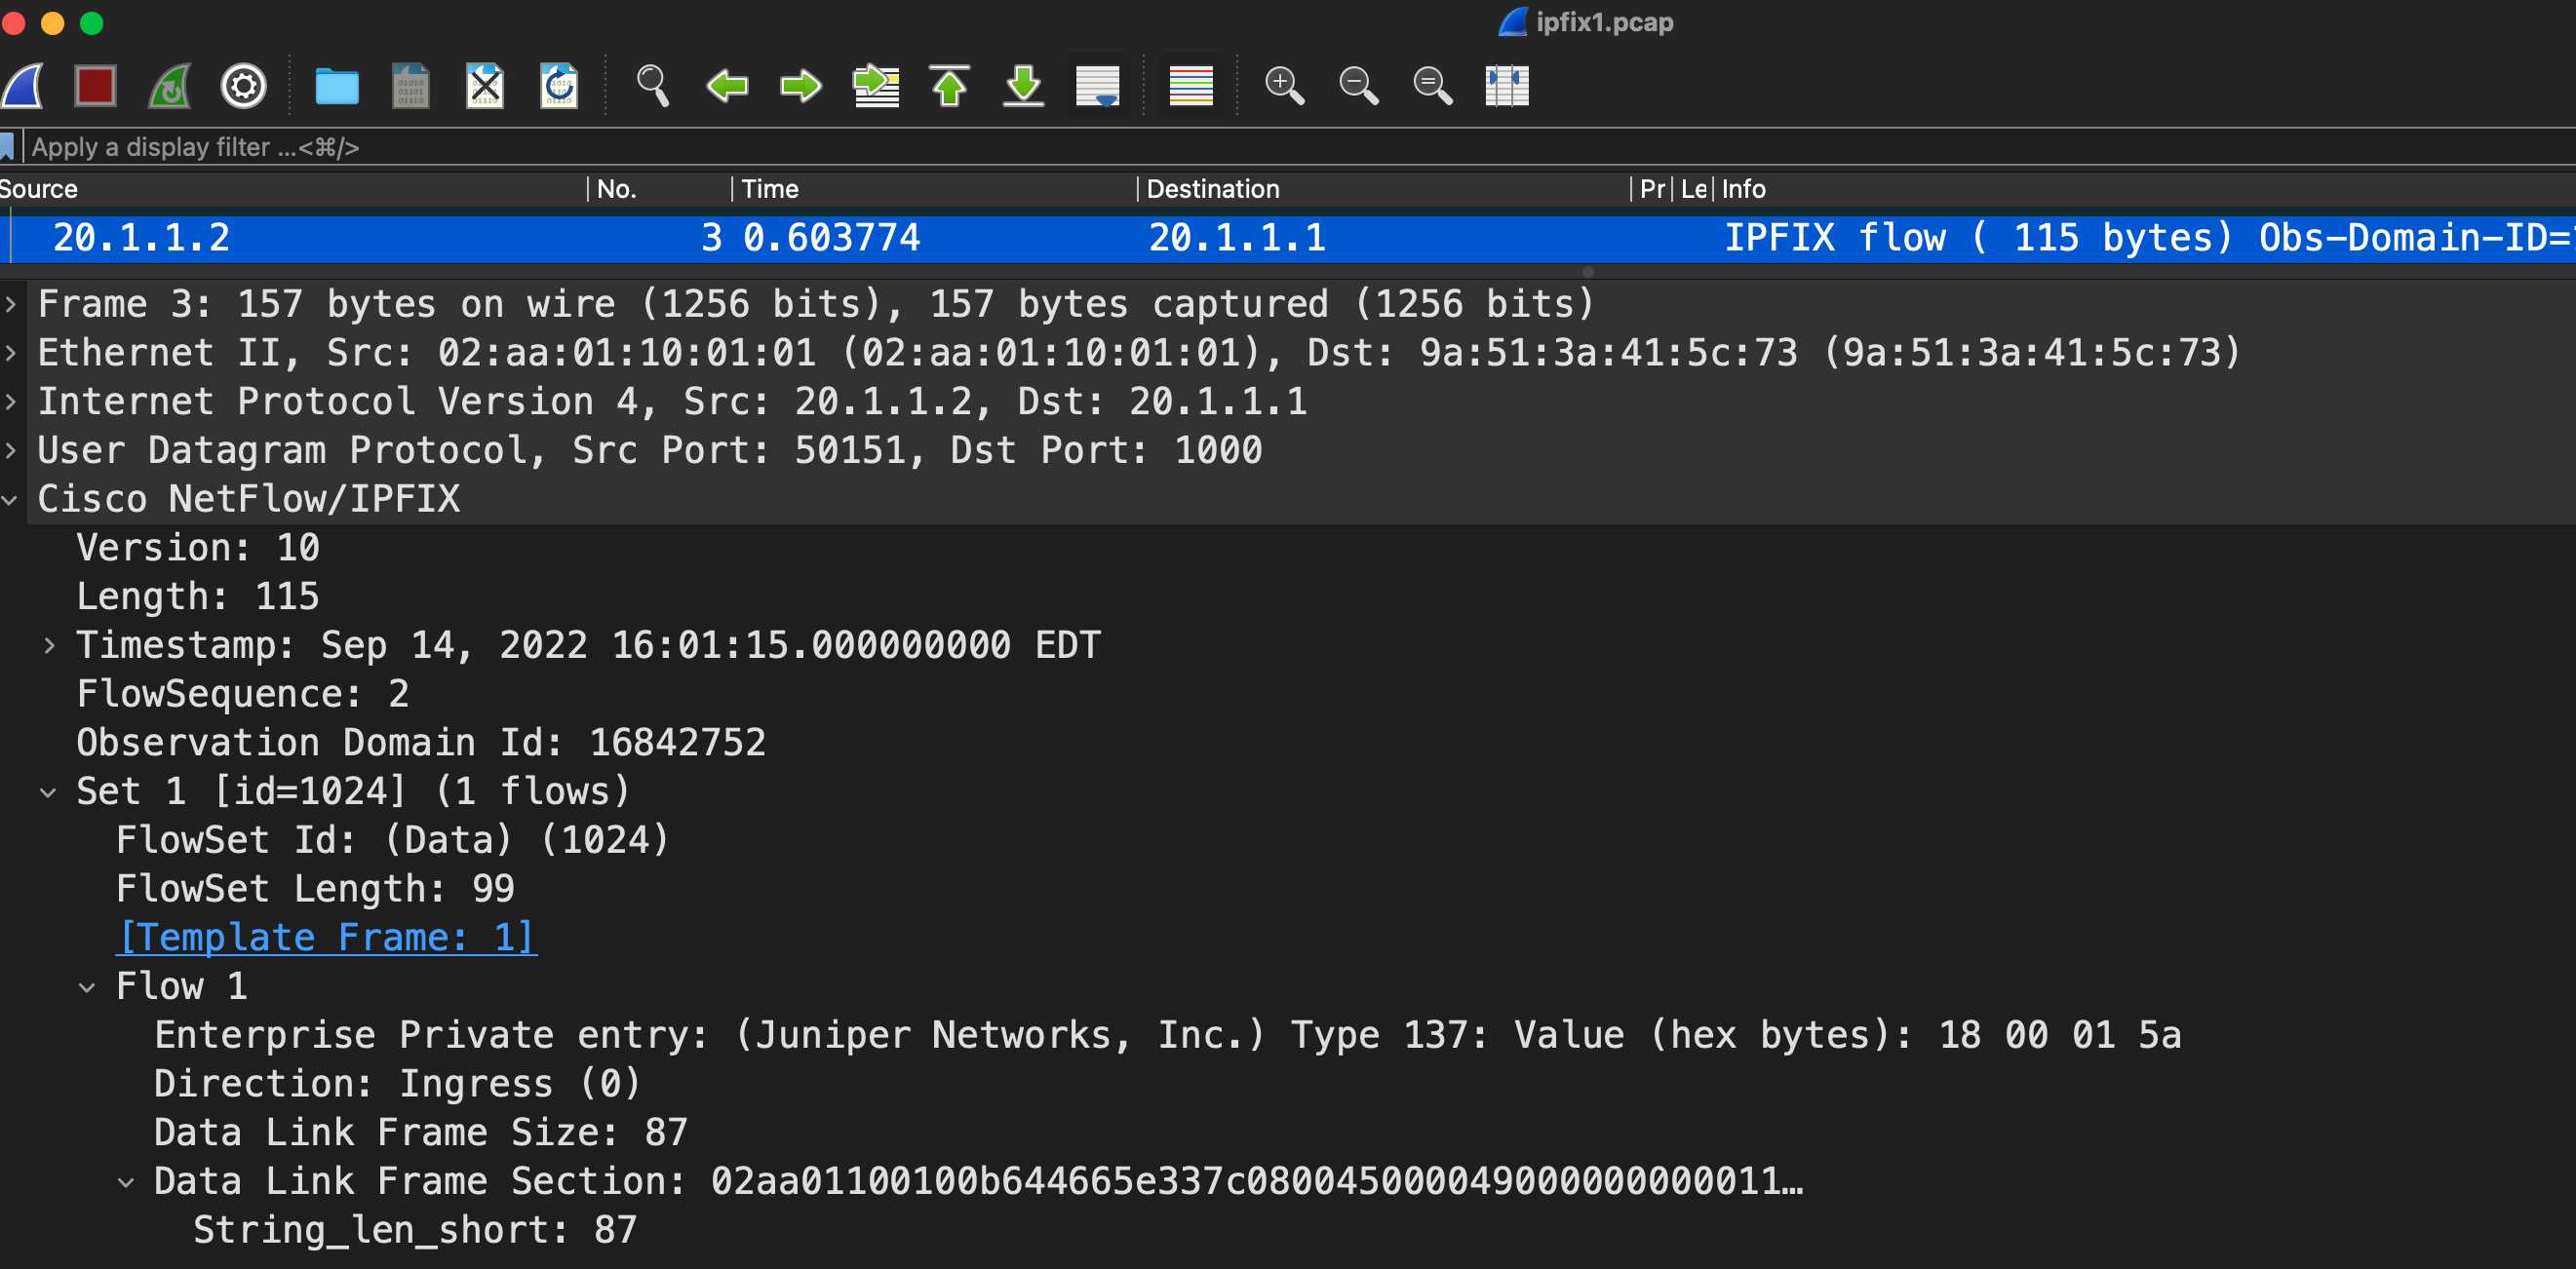 ipfix1.pcap
Apply a display filter ...<⌘/>
Source No. Time Destination Pr Le Info
20.1.1.2 3 0.603774 20.1.1.1 IPFIX flow ( 115 bytes) Obs-Domain-ID=
Frame 3: 157 bytes on wire (1256 bits), 157 bytes captured (1256 bits)
Ethernet II, Src: 02:aa:01:10:01:01 (02:aa:01:10:01:01), Dst: 9a:51:3a:41:5c:73 (9a:51:3a:41:5c:73)
Internet Protocol Version 4, Src: 20.1.1.2, Dst: 20.1.1.1
User Datagram Protocol, Src Port: 50151, Dst Port: 1000
Cisco NetFlow/IPFIX
Version: 10
Length: 115
Timestamp: Sep 14, 2022 16:01:15.000000000 EDT
FlowSequence: 2
Observation Domain Id: 16842752
Set 1 [id=1024] (1 flows)
FlowSet Id: (Data) (1024)
FlowSet Length: 99
[Template Frame: 1]
Flow 1
Enterprise Private entry: (Juniper Networks, Inc.) Type 137: Value (hex bytes): 18 00 01 5a
Direction: Ingress (0)
Data Link Frame Size: 87
Data Link Frame Section: 02aa01100100b644665e337c0800450000490000000000011…
String_len_short: 87